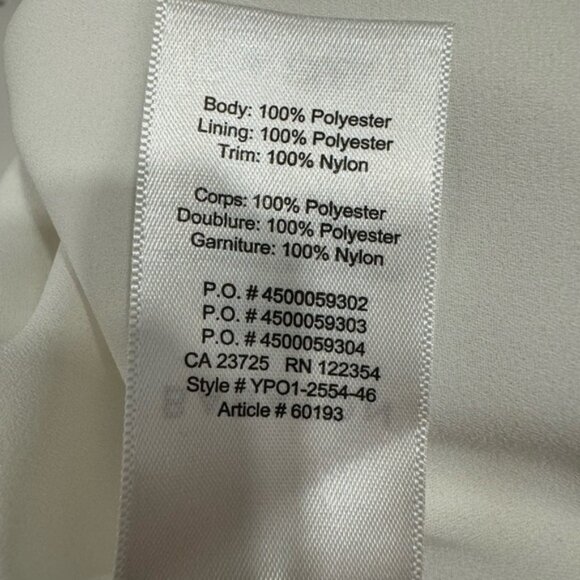 Body: 100% Polyester
Lining: 100% Polyester
Trim: 100% Nylon
Corps: 100% Polyester
Doublure: 100% Polyester
Garniture: 100% Nylon
P.O. # 4500059302
P.O. # 4500059303
P.O. # 4500059304
CA 23725 RN 122354
Style # YPO1-2554-46
Article # 60193